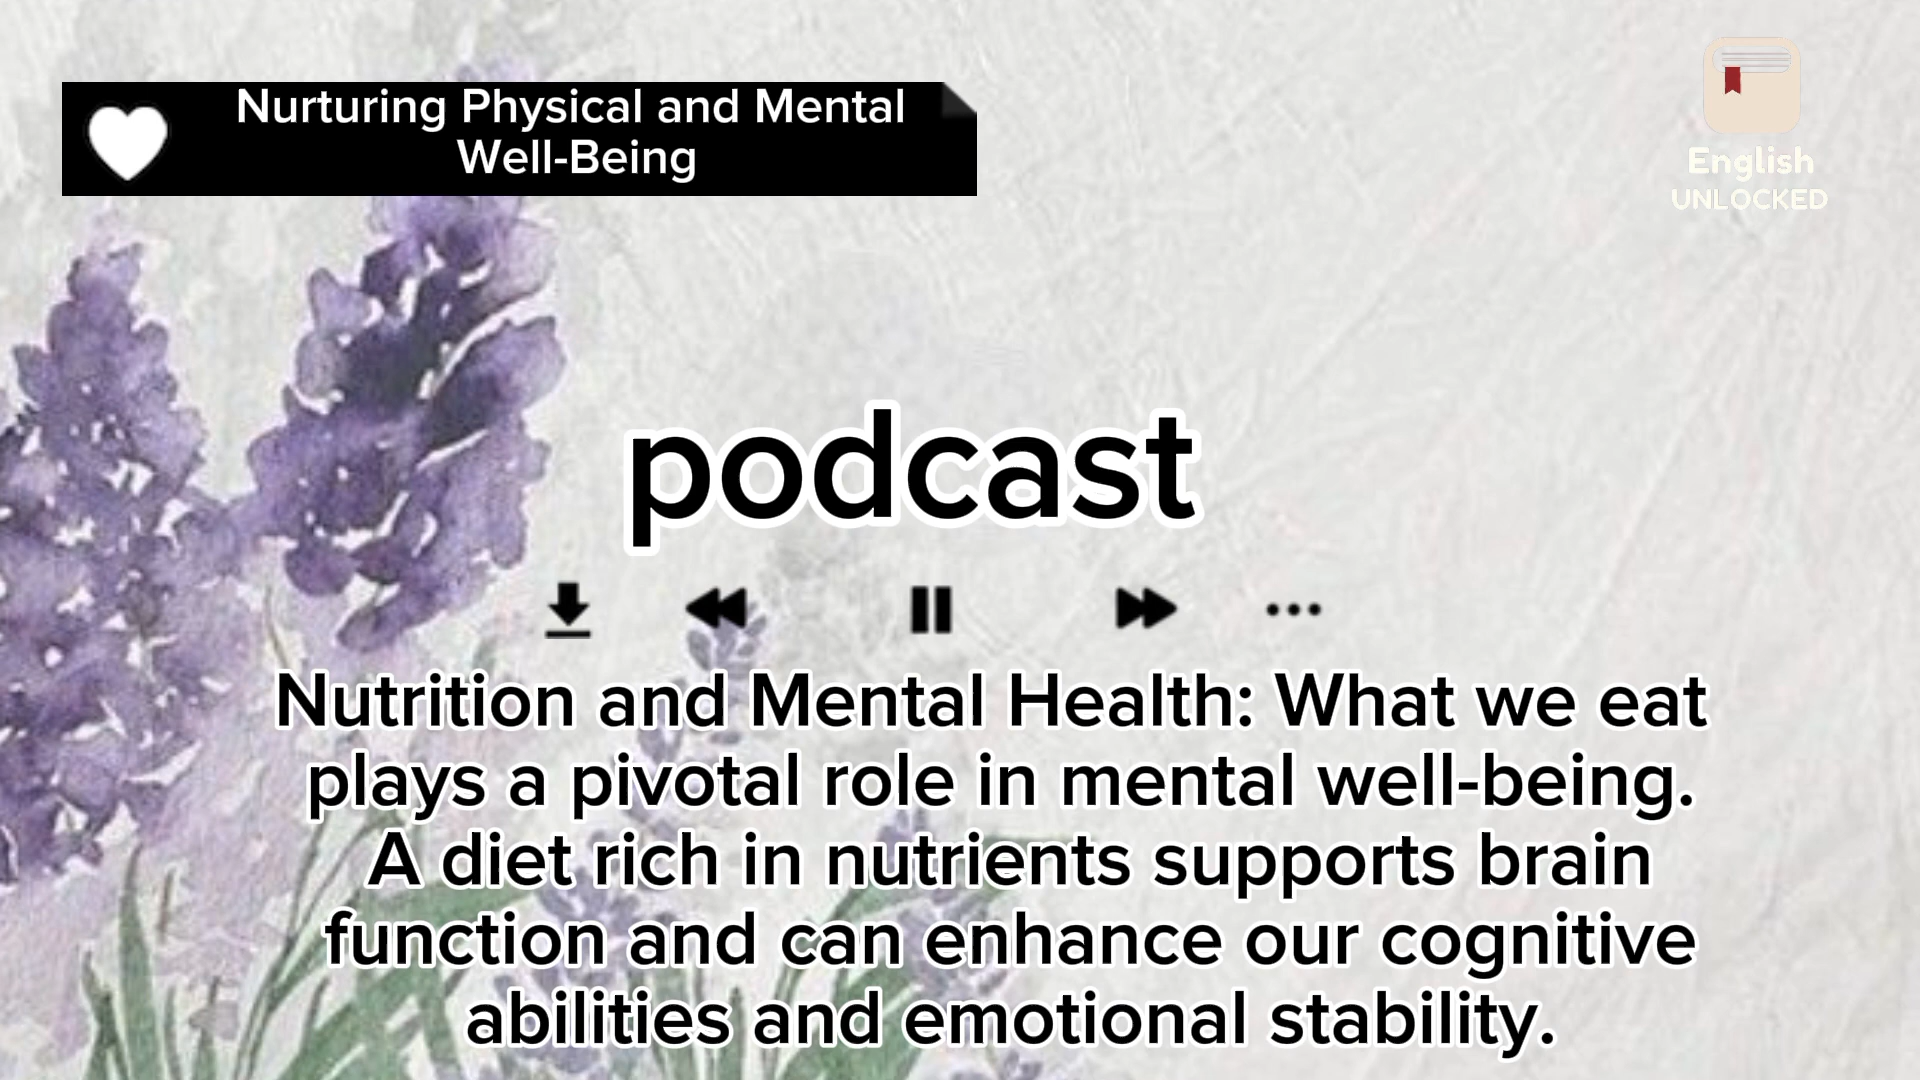 Nurturing Physical and Mental
Well-Being
English
UNLOCKED
podcast
Nutrition and Mental Health: What we eat
plays a pivotal role in mental well-being.
A diet rich in nutrients supports brain
function and can enhance our cognitive
abilities and emotional stability.